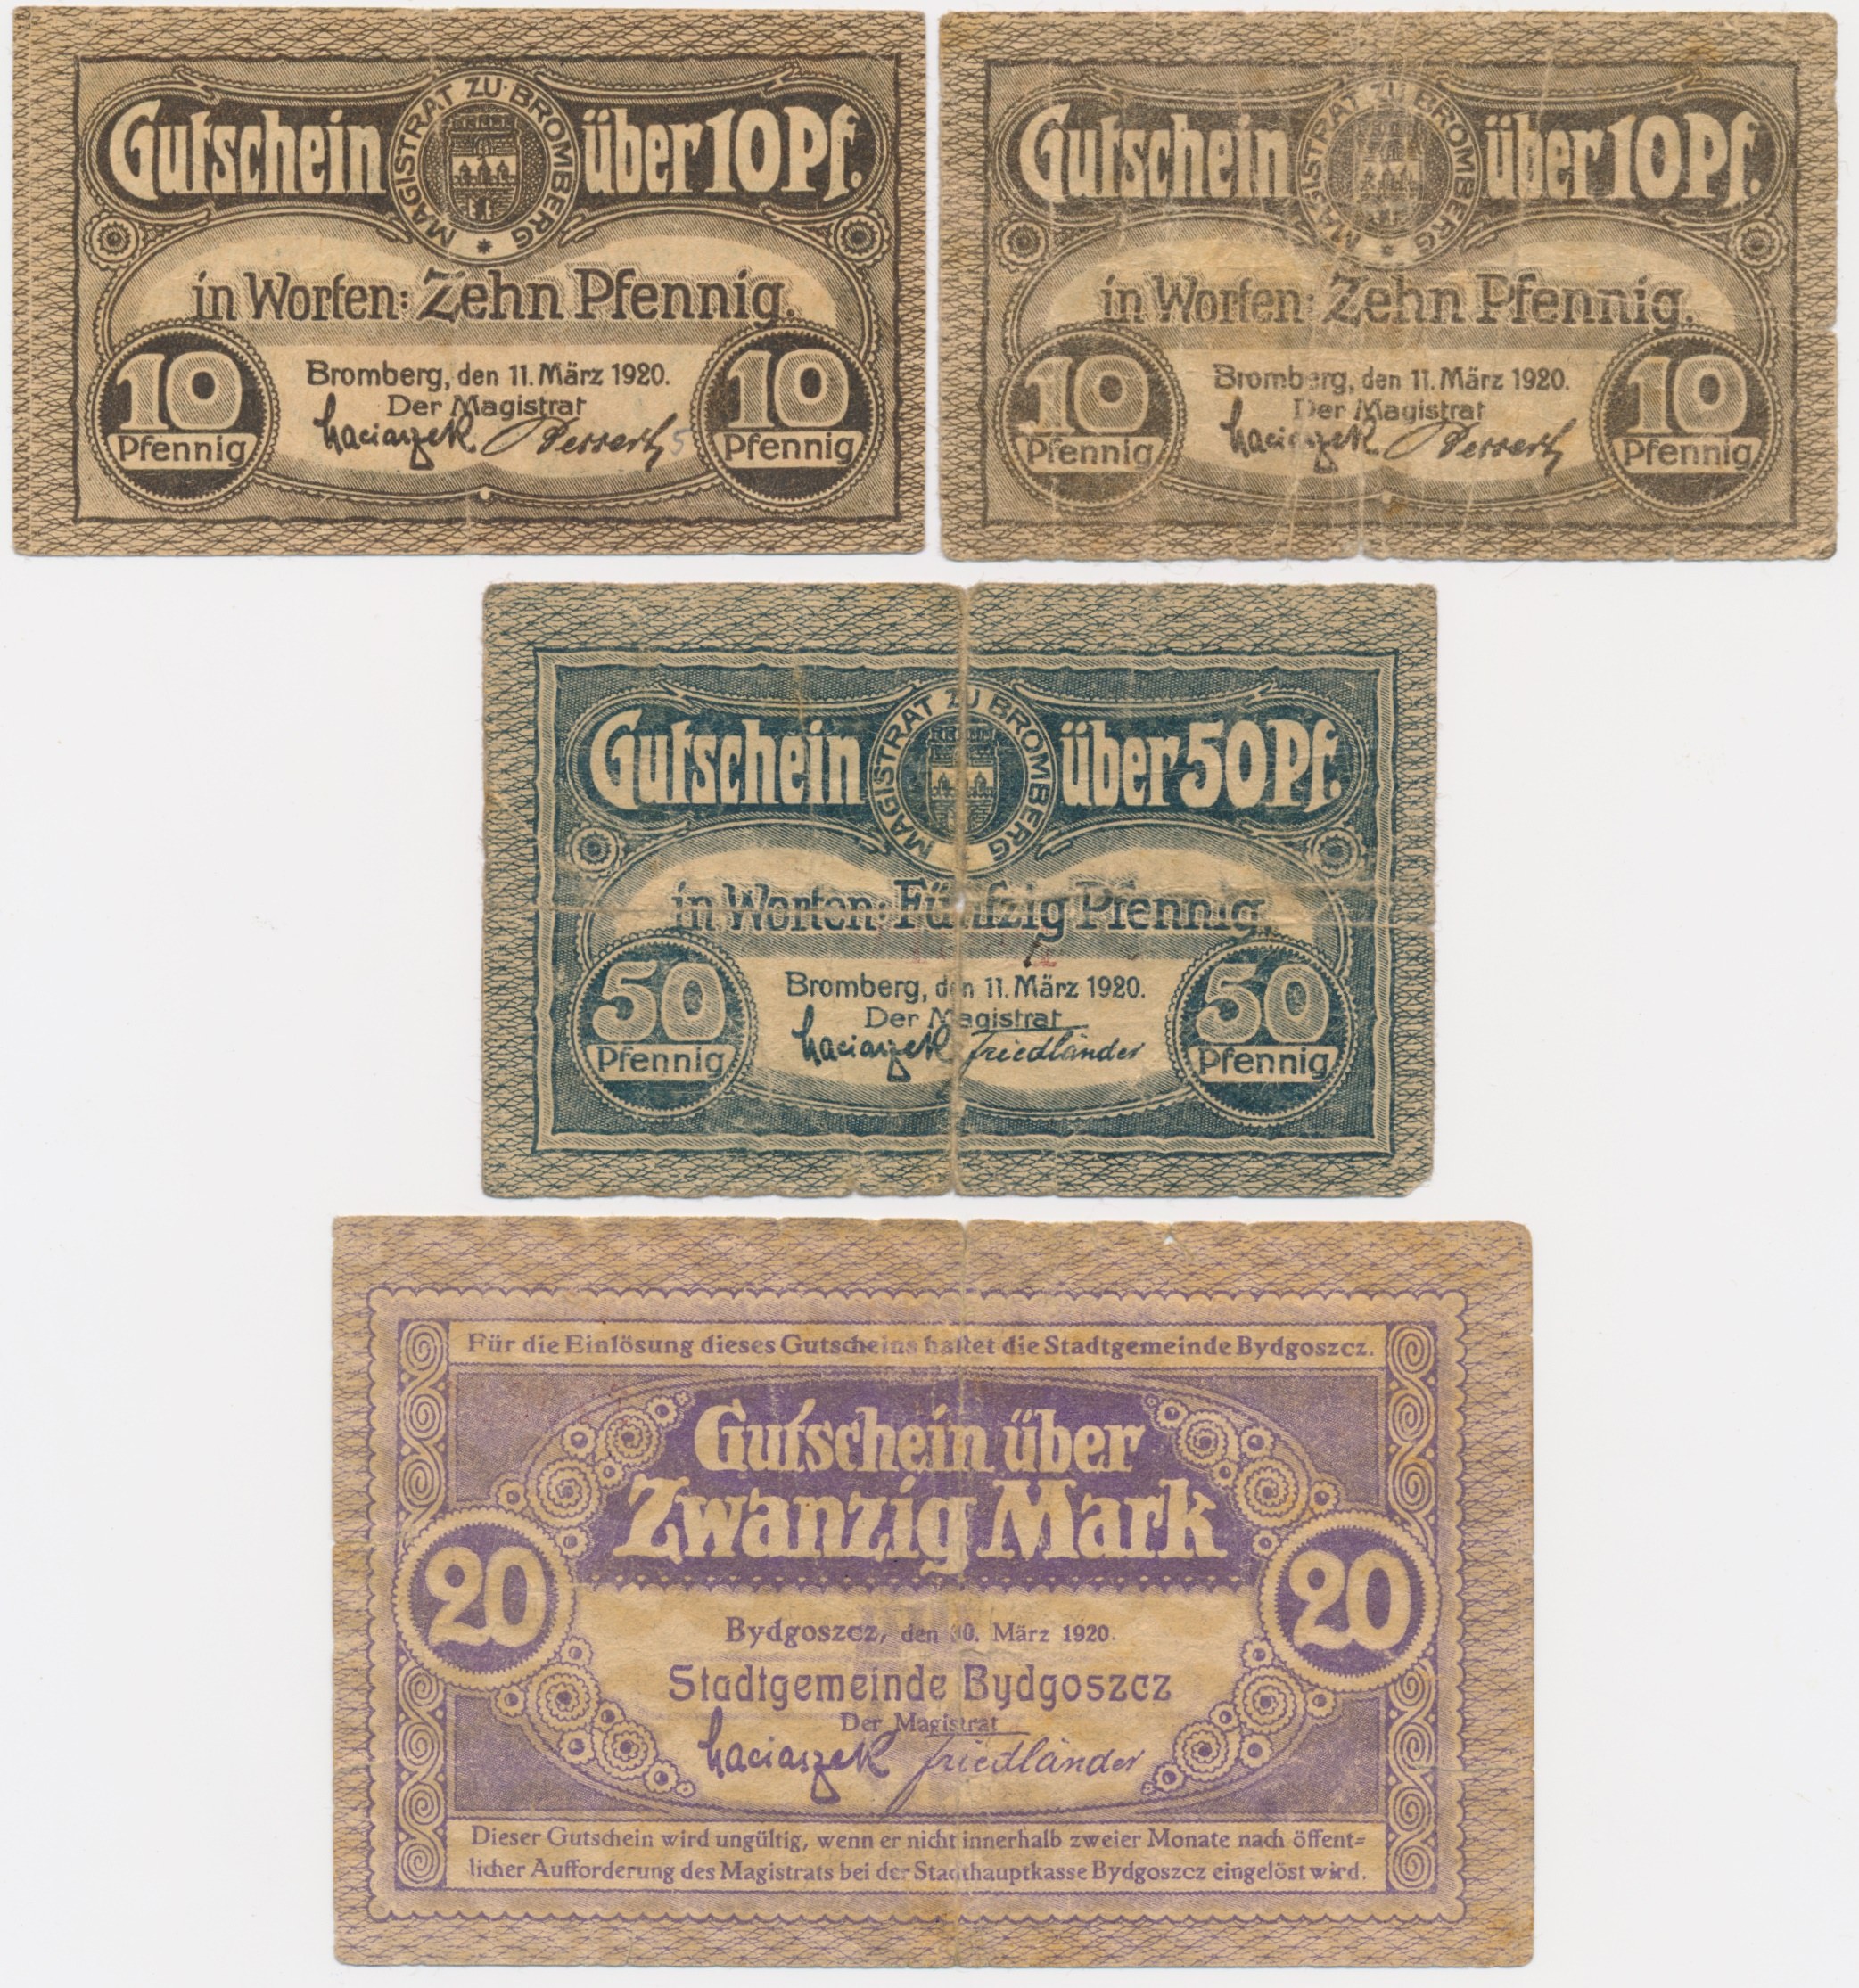 Gutschein
MAGISTRAT ZU BROMBERG
über 10 Pf.
in Worten: Zehn Pfennig.
Bromberg, den 11. März 1920.
Der Magistrat
Maciaszek
10
Pfennig
10
Pfennig
5
Gutschein
MAGISTRAT ZU BROMBERG
über 10 Pf.
in Worten: Zehn Pfennig.
Bromberg, den 11. März 1920.
Der Magistrat
Maciaszek
10
Pfennig
10
Pfennig
Gutschein
MAGISTRAT ZU BROMBERG
über 50 Pf.
in Worten: Fünfzig Pfennig.
Bromberg, den 11. März 1920.
Der Magistrat
Maciaszek Friedländer
50
Pfennig
50
Pfennig
Für die Einlösung dieses Gutscheins haftet die Stadtgemeinde Bydgoszcz.
Gutschein über
Zwanzig Mark
20
20
Bydgoszcz, den 30. März 1920.
Stadtgemeinde Bydgoszcz
Der Magistrat
Maciaszek Friedländer
Dieser Gutschein wird ungültig, wenn er nicht innerhalb zweier Monate nach öffent=
licher Aufforderung des Magistrats bei der Stadthauptkasse Bydgoszcz eingelöst wird.